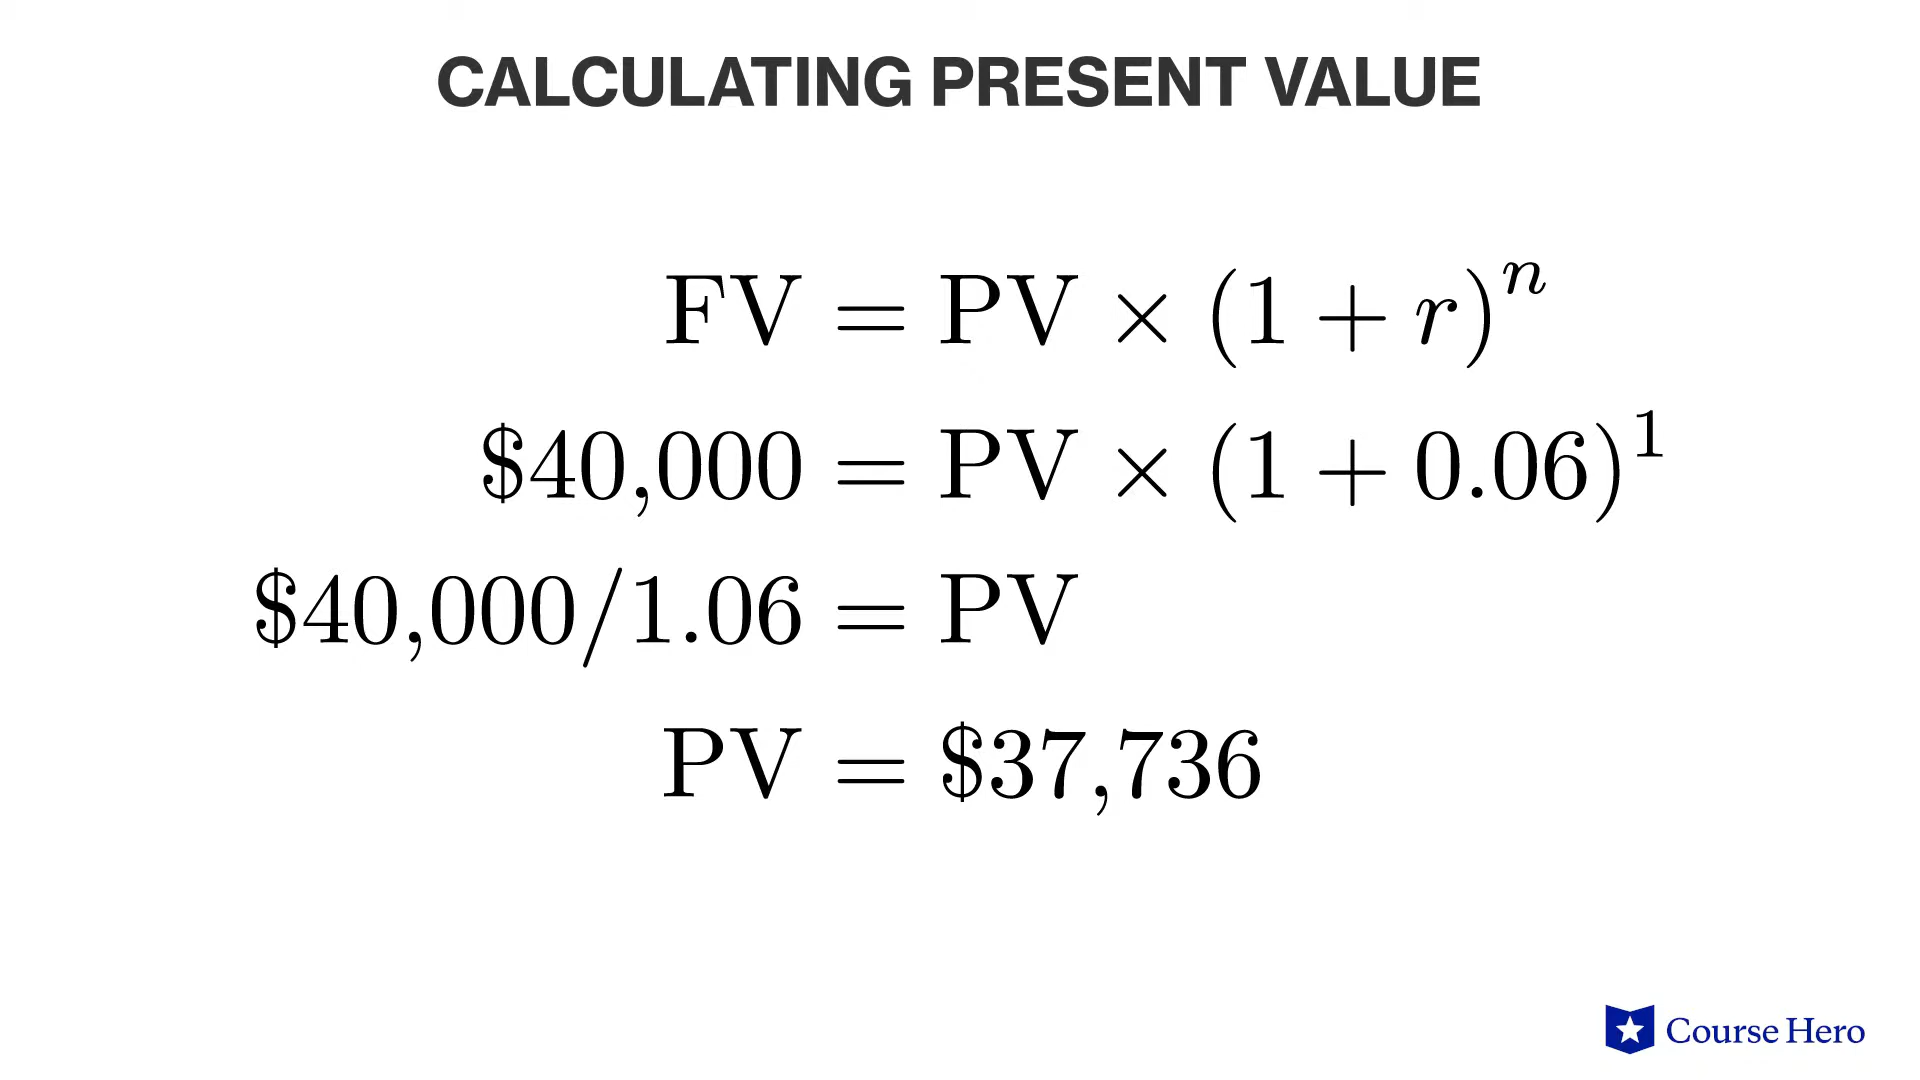 CALCULATING PRESENT VALUE
FV = PV × (1 + r)^n
$40,000 = PV × (1 + 0.06)^1
$40,000/1.06 = PV
PV = $37,736
Course Hero